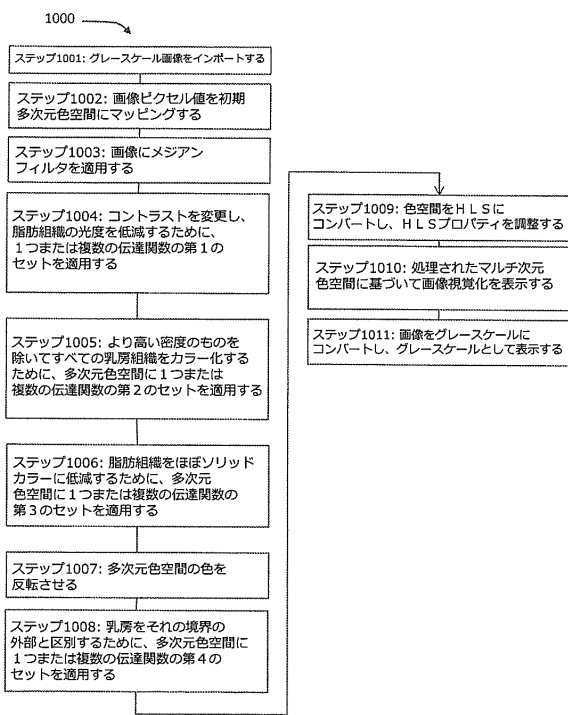 1000
ステップ1001: グレースケール画像をインポートする
ステップ1002: 画像ピクセル値を初期
多次元色空間にマッピングする
ステップ1003: 画像にメジアン
フィルタを適用する
ステップ1004: コントラストを変更し、
脂肪組織の光度を低減するために、
１つまたは複数の伝達関数の第１の
セットを適用する
ステップ1005: より高い密度のものを
除いてすべての乳房組織をカラー化する
ために、多次元色空間に１つまたは
複数の伝達関数の第２のセットを適用する
ステップ1006: 脂肪組織をほぼソリッド
カラーに低減するために、多次元
色空間に１つまたは複数の伝達関数の
第３のセットを適用する
ステップ1007: 多次元色空間の色を
反転させる
ステップ1008: 乳房をそれの境界の
外部と区別するために、多次元色空間に
１つまたは複数の伝達関数の第４の
セットを適用する
ステップ1009: 色空間をＨＬＳに
コンバートし、ＨＬＳプロパティを調整する
ステップ1010: 処理されたマルチ次元
色空間に基づいて画像視覚化を表示する
ステップ1011: 画像をグレースケールに
コンバートし、グレースケールとして表示する